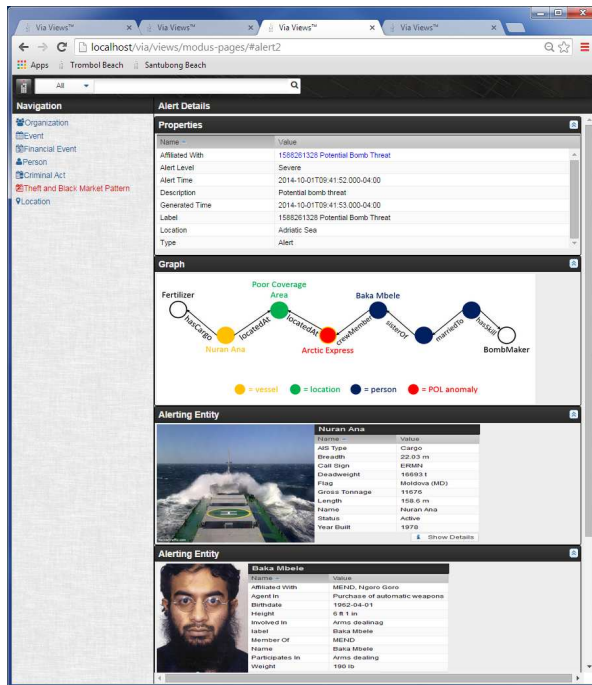 Via Views™ × Via Views™ × Via Views™ × Via Views™ ×
localhost/via/views/modus-pages/#alert2
Apps Trombol Beach Santubong Beach
All
Navigation
Organization
Event
Financial Event
Person
Criminal Act
Theft and Black Market Pattern
Location
Alert Details
Properties
Name Value
Affiliated With 1588261328 Potential Bomb Threat
Alert Level Severe
Alert Time 2014-10-01T09:41:52.000-04:00
Description Potential bomb threat
Generated Time 2014-10-01T09:41:53.000-04:00
Label 1588261328 Potential Bomb Threat
Location Adriatic Sea
Type Alert
Graph
Poor Coverage
Area
Fertilizer
Baka Mbele
hasCargo
locatedAt
locatedAt
crewMember
sisterOf
marriedTo
hasSkill
Nuran Ana
Arctic Express
BombMaker
= vessel = location = person = POL anomaly
Alerting Entity
Nuran Ana
Name Value
AIS Type Cargo
Breadth 22.03 m
Call Sign ERMN
Deadweight 166931
Flag Moldova (MD)
Gross Tonnage 11676
Length 158.6 m
Name Nuran Ana
Status Active
Year Built 1978
Show Details
Alerting Entity
Baka Mbele
Name Value
Affiliated With MEND, Ngoro Goro
Agent In Purchase of automatic weapons
Birthdate 1962-04-01
Height 6 ft 1 in
Involved In Arms dealinag
label Baka Mbele
Member Of MEND
Name Baka Mbele
Participates In Arms dealing
Weight 190 lb